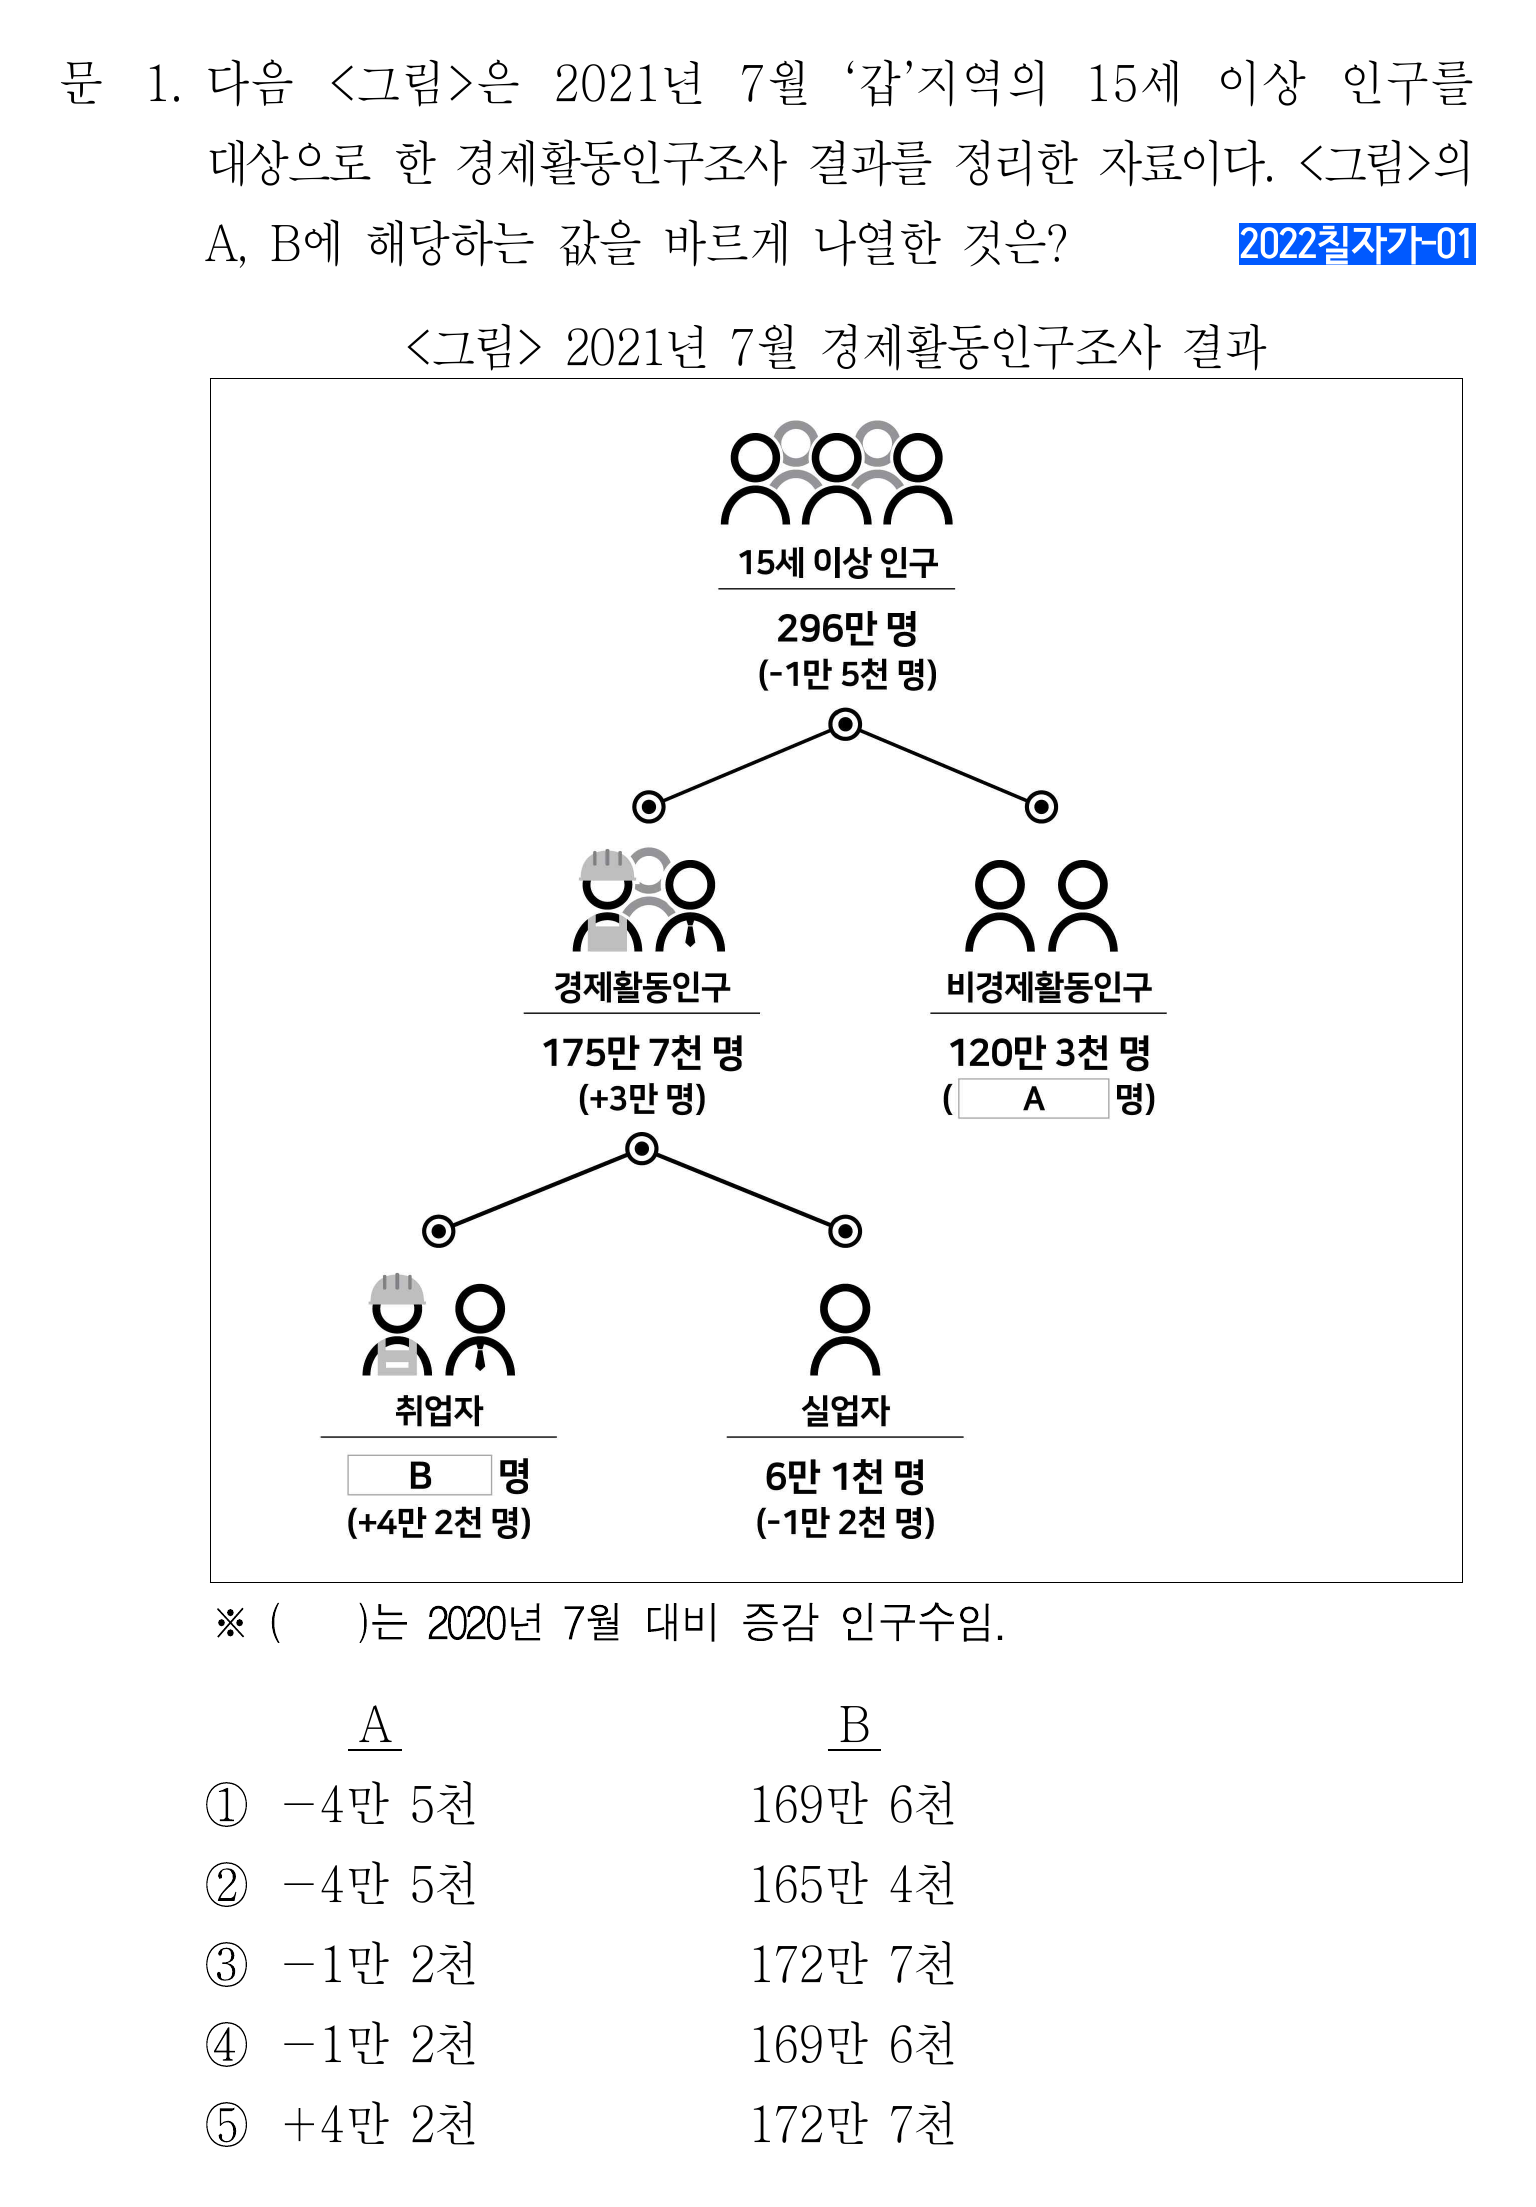 문 1. 다음 <그림>은 2021년 7월 ‘갑’지역의 15세 이상 인구를
대상으로 한 경제활동인구조사 결과를 정리한 자료이다. <그림>의
A, B에 해당하는 값을 바르게 나열한 것은?
2022칠자가-01
<그림> 2021년 7월 경제활동인구조사 결과
15세 이상 인구
296만 명
(-1만 5천 명)
경제활동인구
175만 7천 명
(+3만 명)
비경제활동인구
120만 3천 명
( A 명)
취업자
B 명
(+4만 2천 명)
실업자
6만 1천 명
(-1만 2천 명)
※ ( )는 2020년 7월 대비 증감 인구수임.
A B
① −4만 5천 169만 6천
② −4만 5천 165만 4천
③ −1만 2천 172만 7천
④ −1만 2천 169만 6천
⑤ +4만 2천 172만 7천